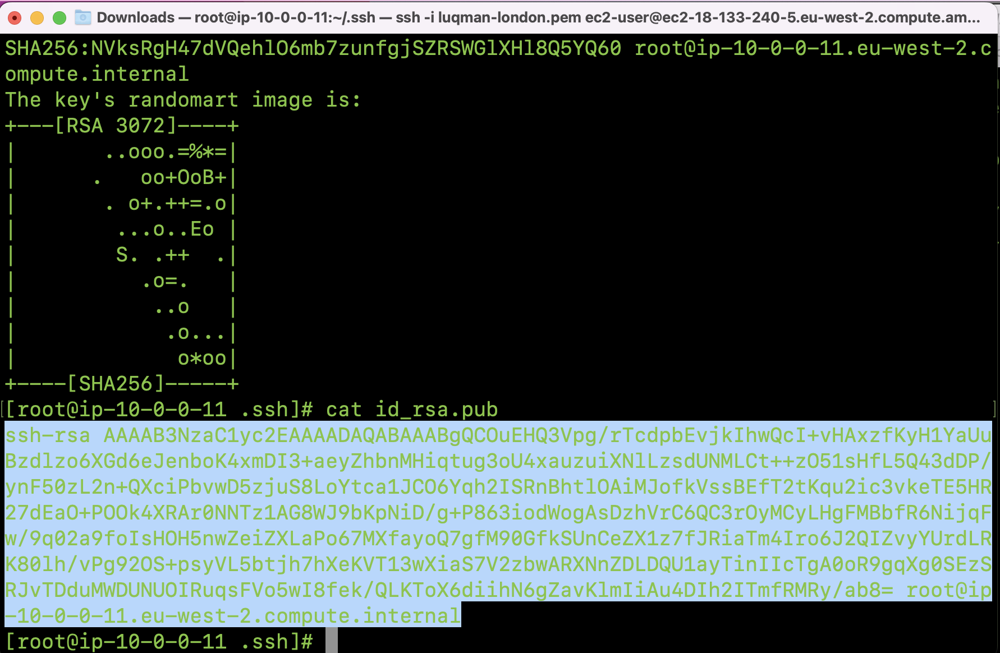 Downloads — root@ip-10-0-0-11:~/.ssh — ssh -i luqman-london.pem ec2-user@ec2-18-133-240-5.eu-west-2.compute.am...
SHA256:NVksRgH47dVQehlO6mb7zunfgjSZRSWGlXHl8Q5YQ60 root@ip-10-0-0-11.eu-west-2.c
ompute.internal
The key's randomart image is:
+---[RSA 3072]----+
|       ..ooo.=%*=|
|      .   oo+OoB+|
|       . o+.++=.o|
|        ...o..Eo |
|        S. .++  .|
|          .o=.   |
|           ..o   |
|            .o...|
|             o*oo|
+----[SHA256]-----+
[[root@ip-10-0-0-11 .ssh]# cat id_rsa.pub ]
ssh-rsa AAAAB3NzaC1yc2EAAAADAQABAAABgQCOuEHQ3Vpg/rTcdpbEvjkIhwQcI+vHAxzfKyH1YaUu
Bzdlzo6XGd6eJenboK4xmDI3+aeyZhbnMHiqtug3oU4xauzuiXNlLzsdUNMLCt++zO51sHfL5Q43dDP/
ynF50zL2n+QXciPbvwD5zjuS8LoYtca1JCO6Yqh2ISRnBhtlOAiMJofkVssBEfT2tKqu2ic3vkeTE5HR
27dEaO+POOk4XRAr0NNTz1AG8WJ9bKpNiD/g+P863iodWogAsDzhVrC6QC3rOyMCyLHgFMBbfR6NijqF
w/9q02a9foIsHOH5nwZeiZXLaPo67MXfayoQ7gfM90GfkSUnCeZX1z7fJRiaTm4Iro6J2QIZvyYUrdLR
K80lh/vPg92OS+psyVL5btjh7hXeKVT13wXiaS7V2zbwARXNnZDLDQU1ayTinIIcTgA0oR9gqXg0SEzS
RJvTDduMWDUNUOIRuqsFVo5wI8fek/QLKToX6diihN6gZavKlmIiAu4DIh2ITmfRMRy/ab8= root@ip
-10-0-0-11.eu-west-2.compute.internal
[root@ip-10-0-0-11 .ssh]#